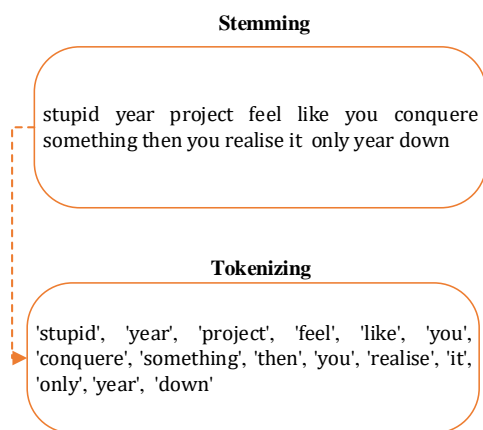 Stemming
stupid year project feel like you conquere
something then you realise it only year down
Tokenizing
'stupid', 'year', 'project', 'feel', 'like', 'you',
'conquere', 'something', 'then', 'you', 'realise', 'it',
'only', 'year', 'down'